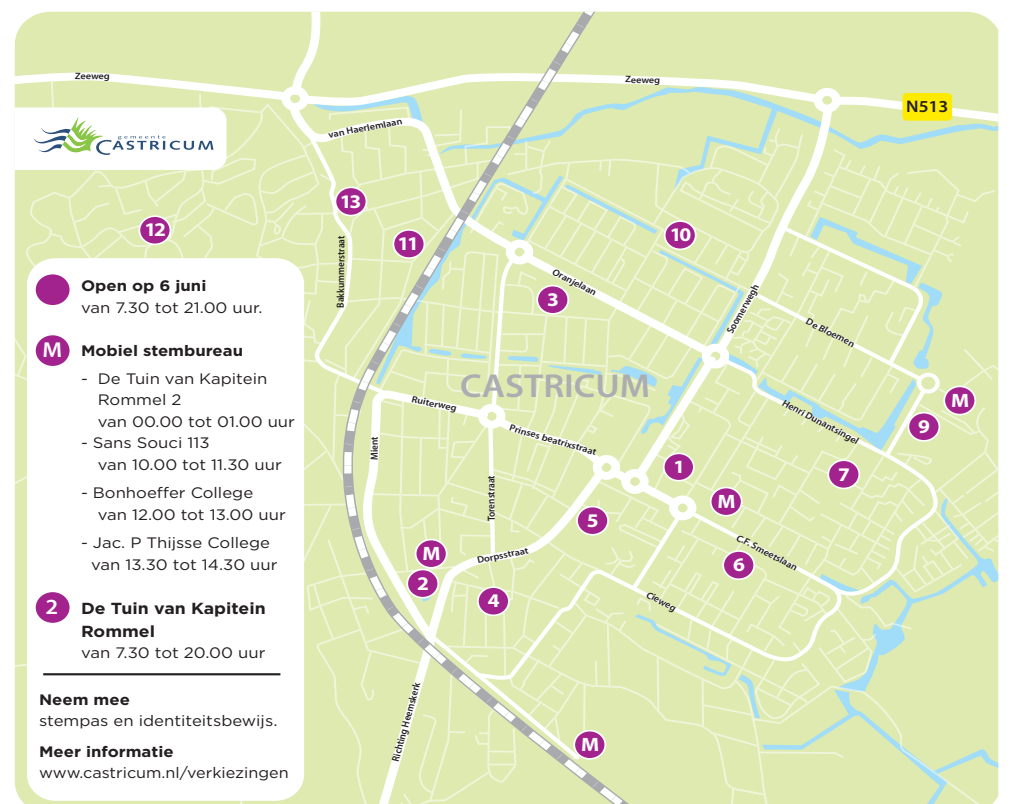 Zeeweg
Zeeweg
N513
gemeente
CASTRICUM
van Haerlemlaan
13
12
11
10
Bakkummerstraat
Oranjelaan
3
Soomerwegh
De Bloemen
CASTRICUM
M
9
Ruiterweg
Prinses beatrixstraat
Henri Dunantsingel
Mient
1
7
Torenstraat
M
5
C.F. Smeetslaan
M
Dorpsstraat
6
2
4
Cieweg
Richting Heemskerk
M
Open op 6 juni
van 7.30 tot 21.00 uur.
M Mobiel stembureau
- De Tuin van Kapitein
Rommel 2
van 00.00 tot 01.00 uur
- Sans Souci 113
van 10.00 tot 11.30 uur
- Bonhoeffer College
van 12.00 tot 13.00 uur
- Jac. P Thijsse College
van 13.30 tot 14.30 uur
2 De Tuin van Kapitein
Rommel
van 7.30 tot 20.00 uur
Neem mee
stempas en identiteitsbewijs.
Meer informatie
www.castricum.nl/verkiezingen